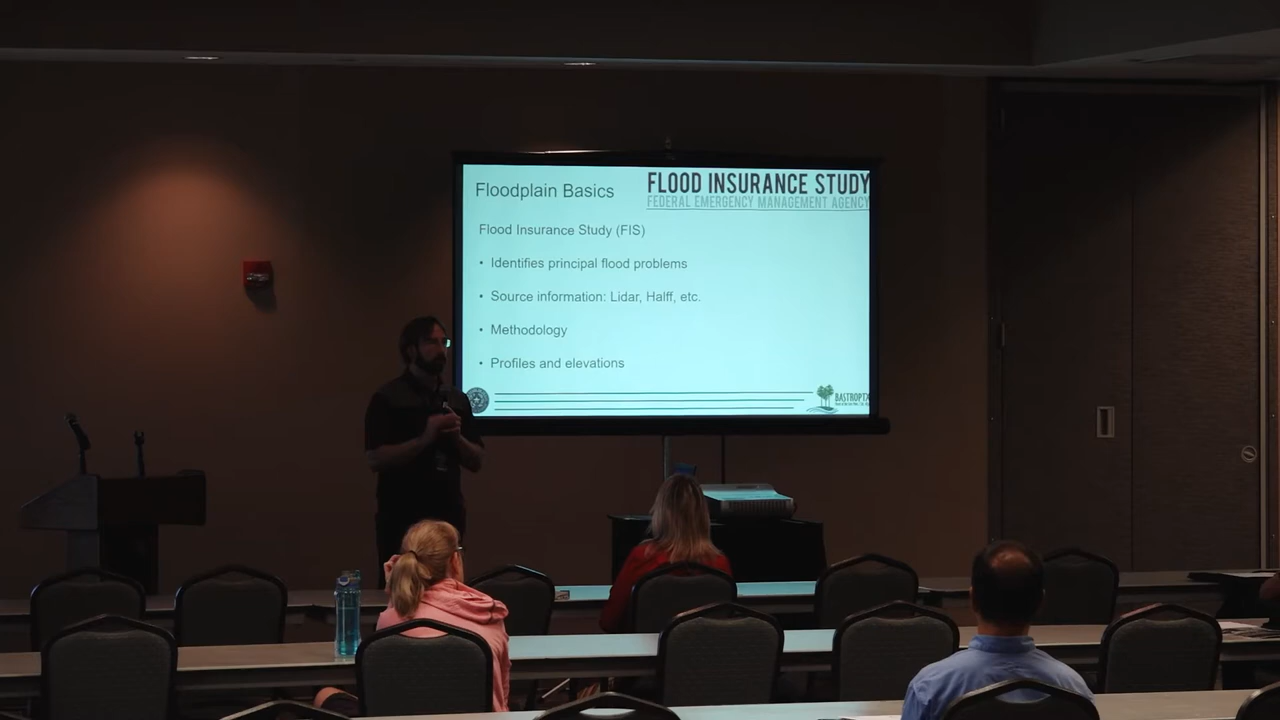 Floodplain Basics
FLOOD INSURANCE STUDY
FEDERAL EMERGENCY MANAGEMENT AGENCY
Flood Insurance Study (FIS)
• Identifies principal flood problems
• Source information: Lidar, Halff, etc.
• Methodology
• Profiles and elevations
BASTROPTX